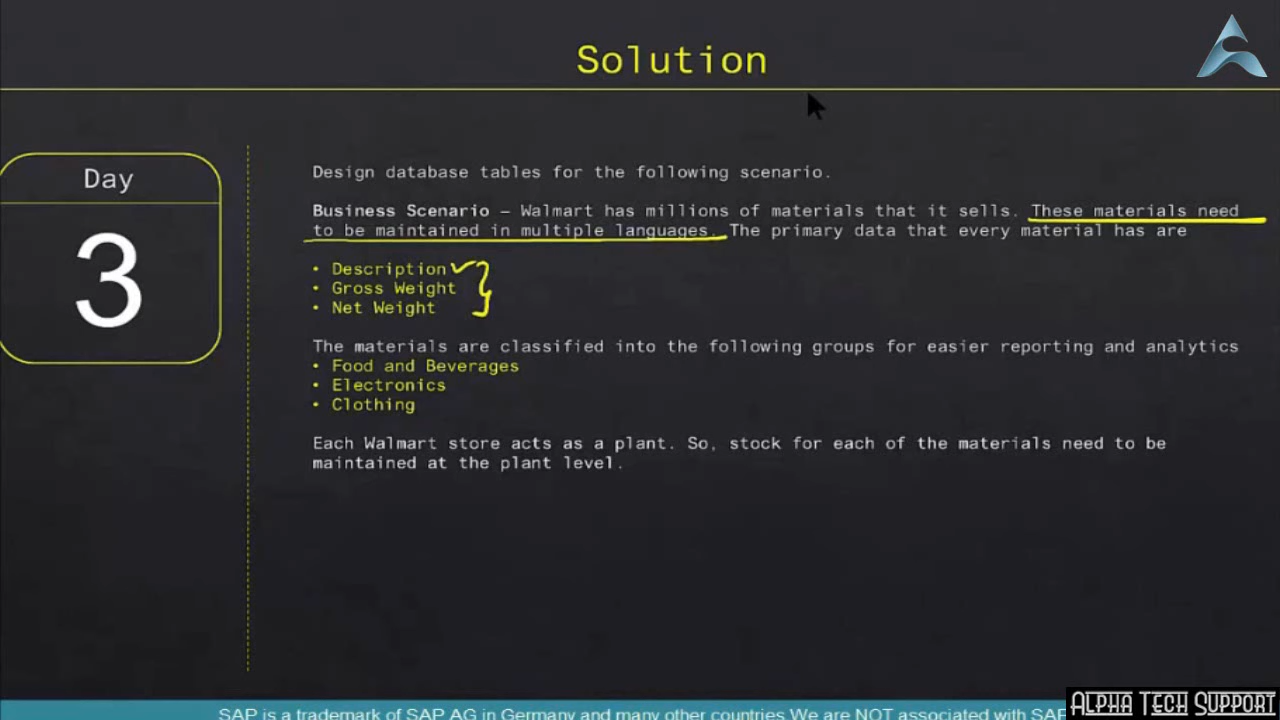 Solution
Day
3
Design database tables for the following scenario.
Business Scenario – Walmart has millions of materials that it sells. These materials need
to be maintained in multiple languages. The primary data that every material has are
• Description
• Gross Weight
• Net Weight
The materials are classified into the following groups for easier reporting and analytics
• Food and Beverages
• Electronics
• Clothing
Each Walmart store acts as a plant. So, stock for each of the materials need to be
maintained at the plant level.
SAP is a trademark of SAP AG in Germany and many other countries We are NOT associated with SAP
ALPHA TECH SUPPORT